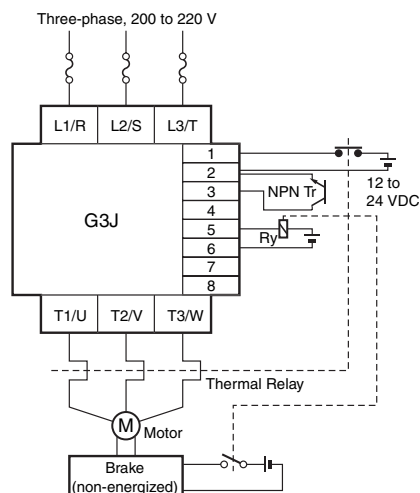 Three-phase, 200 to 220 V
L1/R L2/S L3/T
1
2
3
4
5
6
7
8
G3J
NPN Tr
12 to
24 VDC
Ry
T1/U T2/V T3/W
Thermal Relay
M
Motor
Brake
(non-energized)